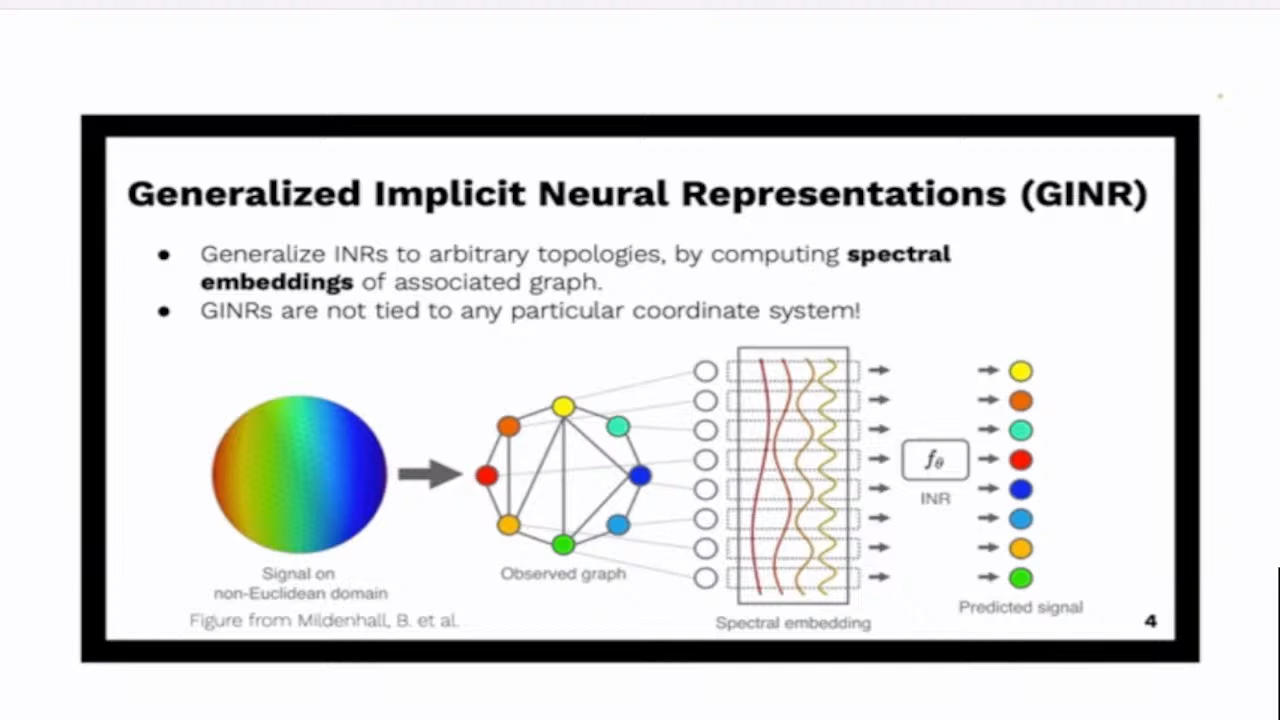 Generalized Implicit Neural Representations (GINR)
● Generalize INRs to arbitrary topologies, by computing spectral
embeddings of associated graph.
● GINRs are not tied to any particular coordinate system!
fθ
INR
Signal on
non-Euclidean domain
Observed graph
Spectral embedding
Predicted signal
Figure from Mildenhall, B. et al.
4